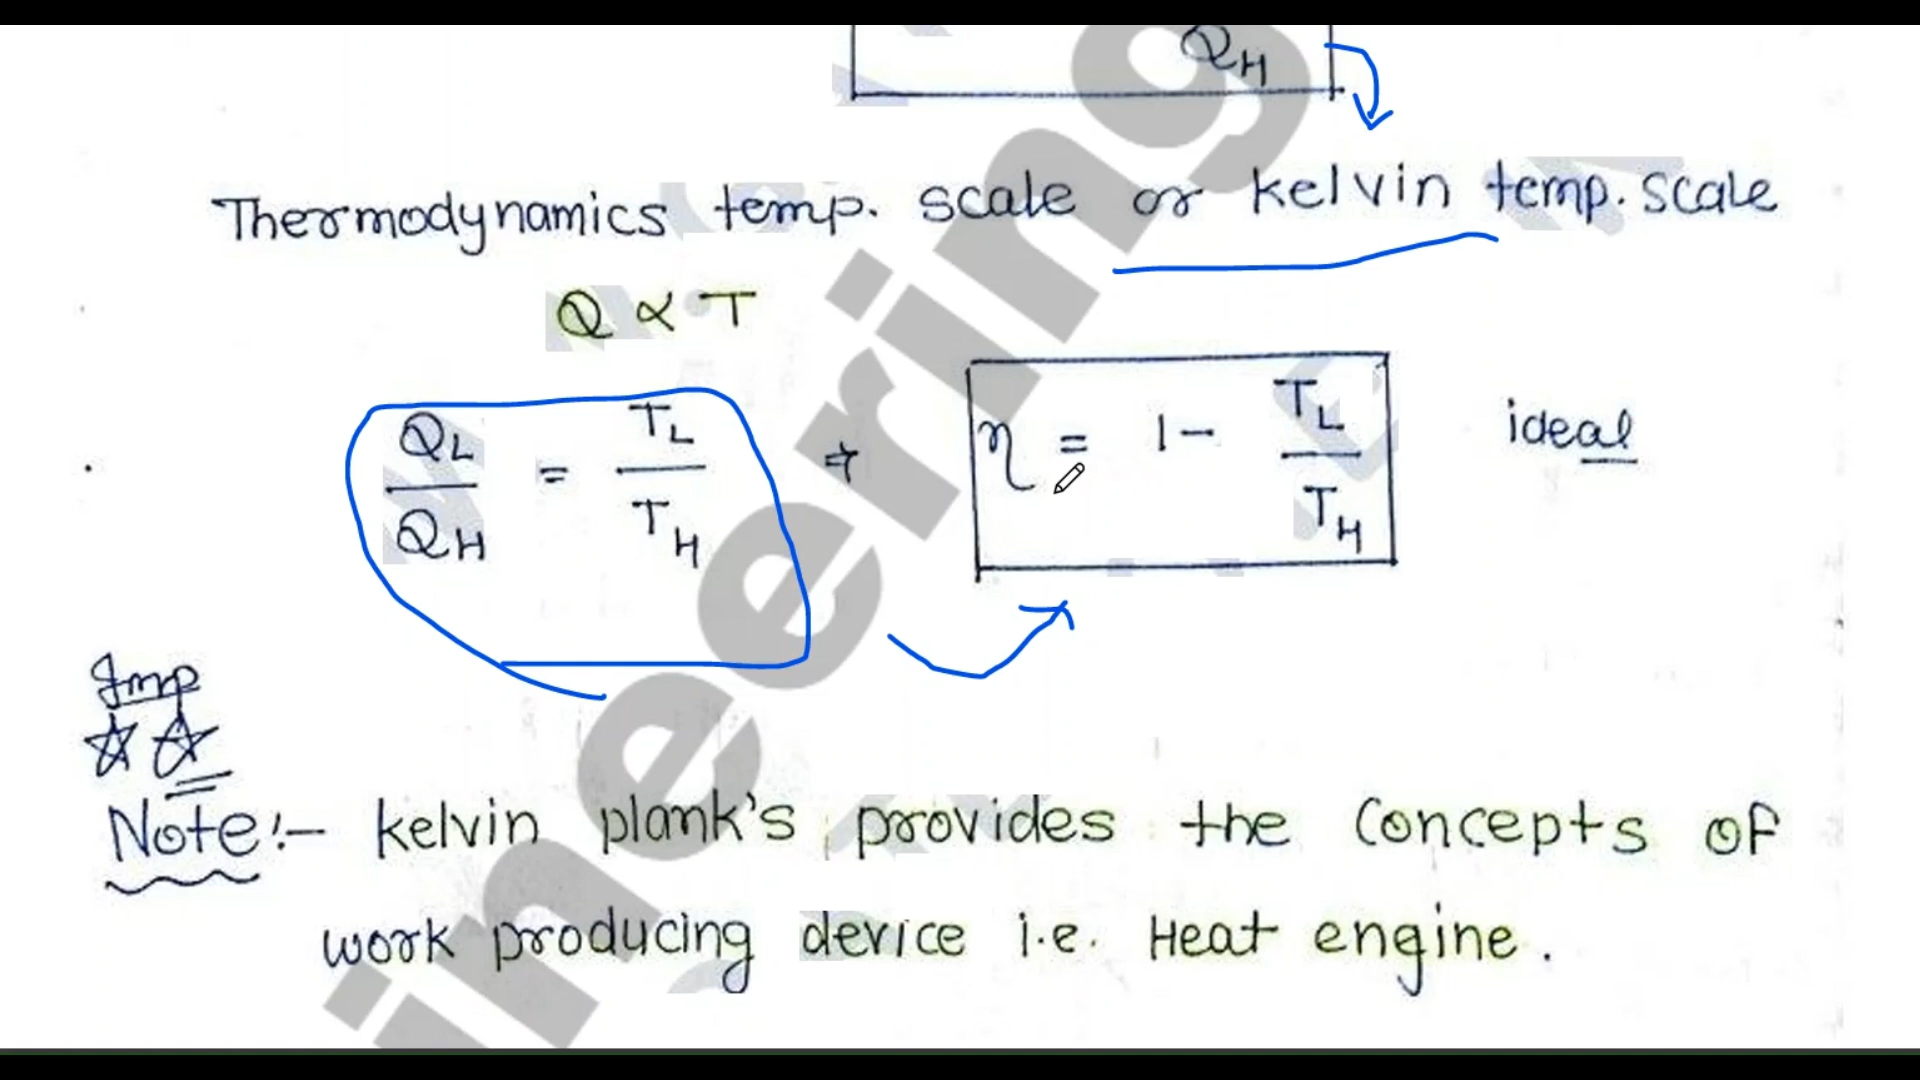 QH
Thermodynamics temp. scale or kelvin temp. scale
Q ∝ T
QL/QH = TL/TH ⇒ η = 1 - TL/TH ideal
Imp
☆☆
Note:- kelvin plank's provides the concepts of
work producing device i.e. Heat engine.
ineering